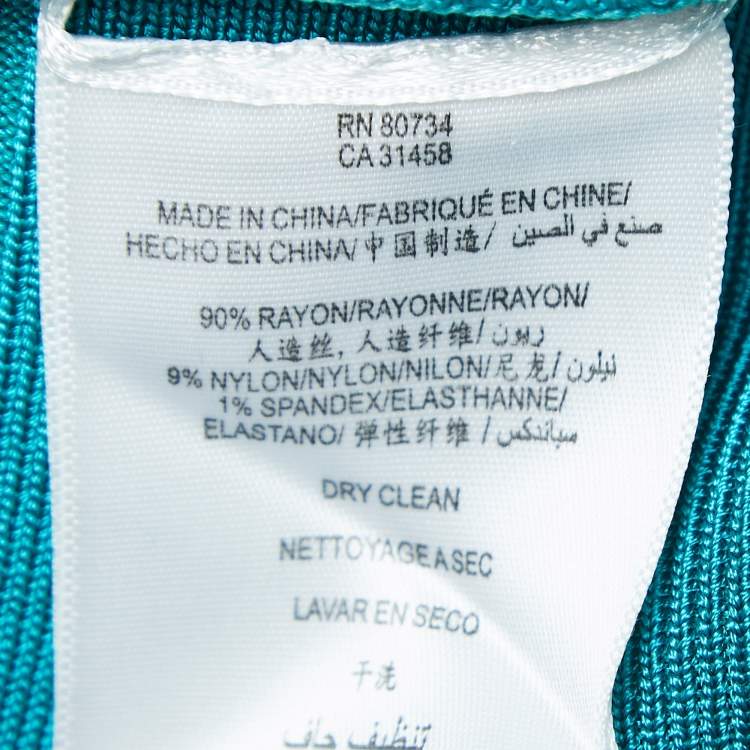 RN 80734
CA 31458
MADE IN CHINA/FABRIQUÉ EN CHINE/
HECHO EN CHINA/ 中国制造/ صنع في الصين
90% RAYON/RAYONNE/RAYON/
人造丝, 人造纤维/ ريون/
9% NYLON/NYLON/NILON/尼龙/ نيلون
1% SPANDEX/ELASTHANNE/
ELASTANO/ 弹性纤维 / سباندكس
DRY CLEAN
NETTOYAGE A SEC
LAVAR EN SECO
干洗
تنظيف جاف